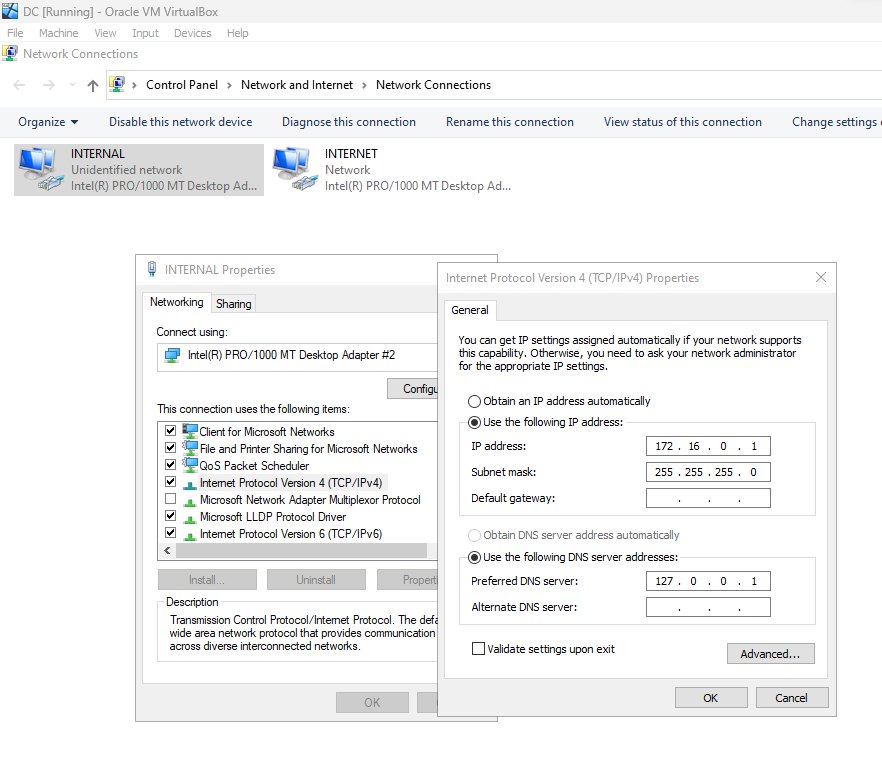 DC [Running] - Oracle VM VirtualBox
File Machine View Input Devices Help
Network Connections
Control Panel > Network and Internet > Network Connections
Organize Disable this network device Diagnose this connection Rename this connection View status of this connection Change settings
INTERNAL
Unidentified network
Intel(R) PRO/1000 MT Desktop Ad...
INTERNET
Network
Intel(R) PRO/1000 MT Desktop Ad...
INTERNAL Properties
Networking Sharing
Connect using:
Intel(R) PRO/1000 MT Desktop Adapter #2
Configu
This connection uses the following items:
Client for Microsoft Networks
File and Printer Sharing for Microsoft Networks
QoS Packet Scheduler
Internet Protocol Version 4 (TCP/IPv4)
Microsoft Network Adapter Multiplexor Protocol
Microsoft LLDP Protocol Driver
Internet Protocol Version 6 (TCP/IPv6)
Install... Uninstall Properti
Description
Transmission Control Protocol/Internet Protocol. The defa
wide area network protocol that provides communication
across diverse interconnected networks.
OK
Internet Protocol Version 4 (TCP/IPv4) Properties
General
You can get IP settings assigned automatically if your network supports
this capability. Otherwise, you need to ask your network administrator
for the appropriate IP settings.
Obtain an IP address automatically
Use the following IP address:
IP address: 172 . 16 . 0 . 1
Subnet mask: 255 . 255 . 255 . 0
Default gateway: . . .
Obtain DNS server address automatically
Use the following DNS server addresses:
Preferred DNS server: 127 . 0 . 0 . 1
Alternate DNS server: . . .
Validate settings upon exit
Advanced...
OK Cancel